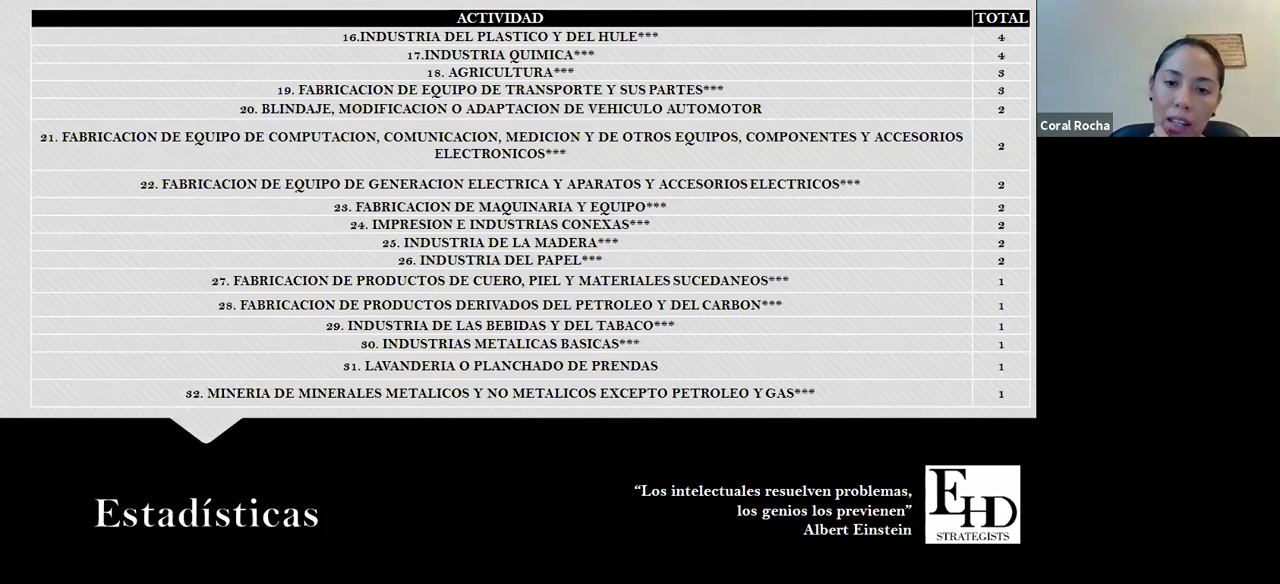 ACTIVIDAD TOTAL
16.INDUSTRIA DEL PLASTICO Y DEL HULE*** 4
17.INDUSTRIA QUIMICA*** 4
18. AGRICULTURA*** 3
19. FABRICACION DE EQUIPO DE TRANSPORTE Y SUS PARTES*** 3
20. BLINDAJE, MODIFICACION O ADAPTACION DE VEHICULO AUTOMOTOR 2
21. FABRICACION DE EQUIPO DE COMPUTACION, COMUNICACION, MEDICION Y DE OTROS EQUIPOS, COMPONENTES Y ACCESORIOS
ELECTRONICOS*** 2
22. FABRICACION DE EQUIPO DE GENERACION ELECTRICA Y APARATOS Y ACCESORIOS ELECTRICOS*** 2
23. FABRICACION DE MAQUINARIA Y EQUIPO*** 2
24. IMPRESION E INDUSTRIAS CONEXAS*** 2
25. INDUSTRIA DE LA MADERA*** 2
26. INDUSTRIA DEL PAPEL*** 2
27. FABRICACION DE PRODUCTOS DE CUERO, PIEL Y MATERIALES SUCEDANEOS*** 1
28. FABRICACION DE PRODUCTOS DERIVADOS DEL PETROLEO Y DEL CARBON*** 1
29. INDUSTRIA DE LAS BEBIDAS Y DEL TABACO*** 1
30. INDUSTRIAS METALICAS BASICAS*** 1
31. LAVANDERIA O PLANCHADO DE PRENDAS 1
32. MINERIA DE MINERALES METALICOS Y NO METALICOS EXCEPTO PETROLEO Y GAS*** 1
Coral Rocha
Estadísticas
“Los intelectuales resuelven problemas,
los genios los previenen”
Albert Einstein
EHD
STRATEGISTS